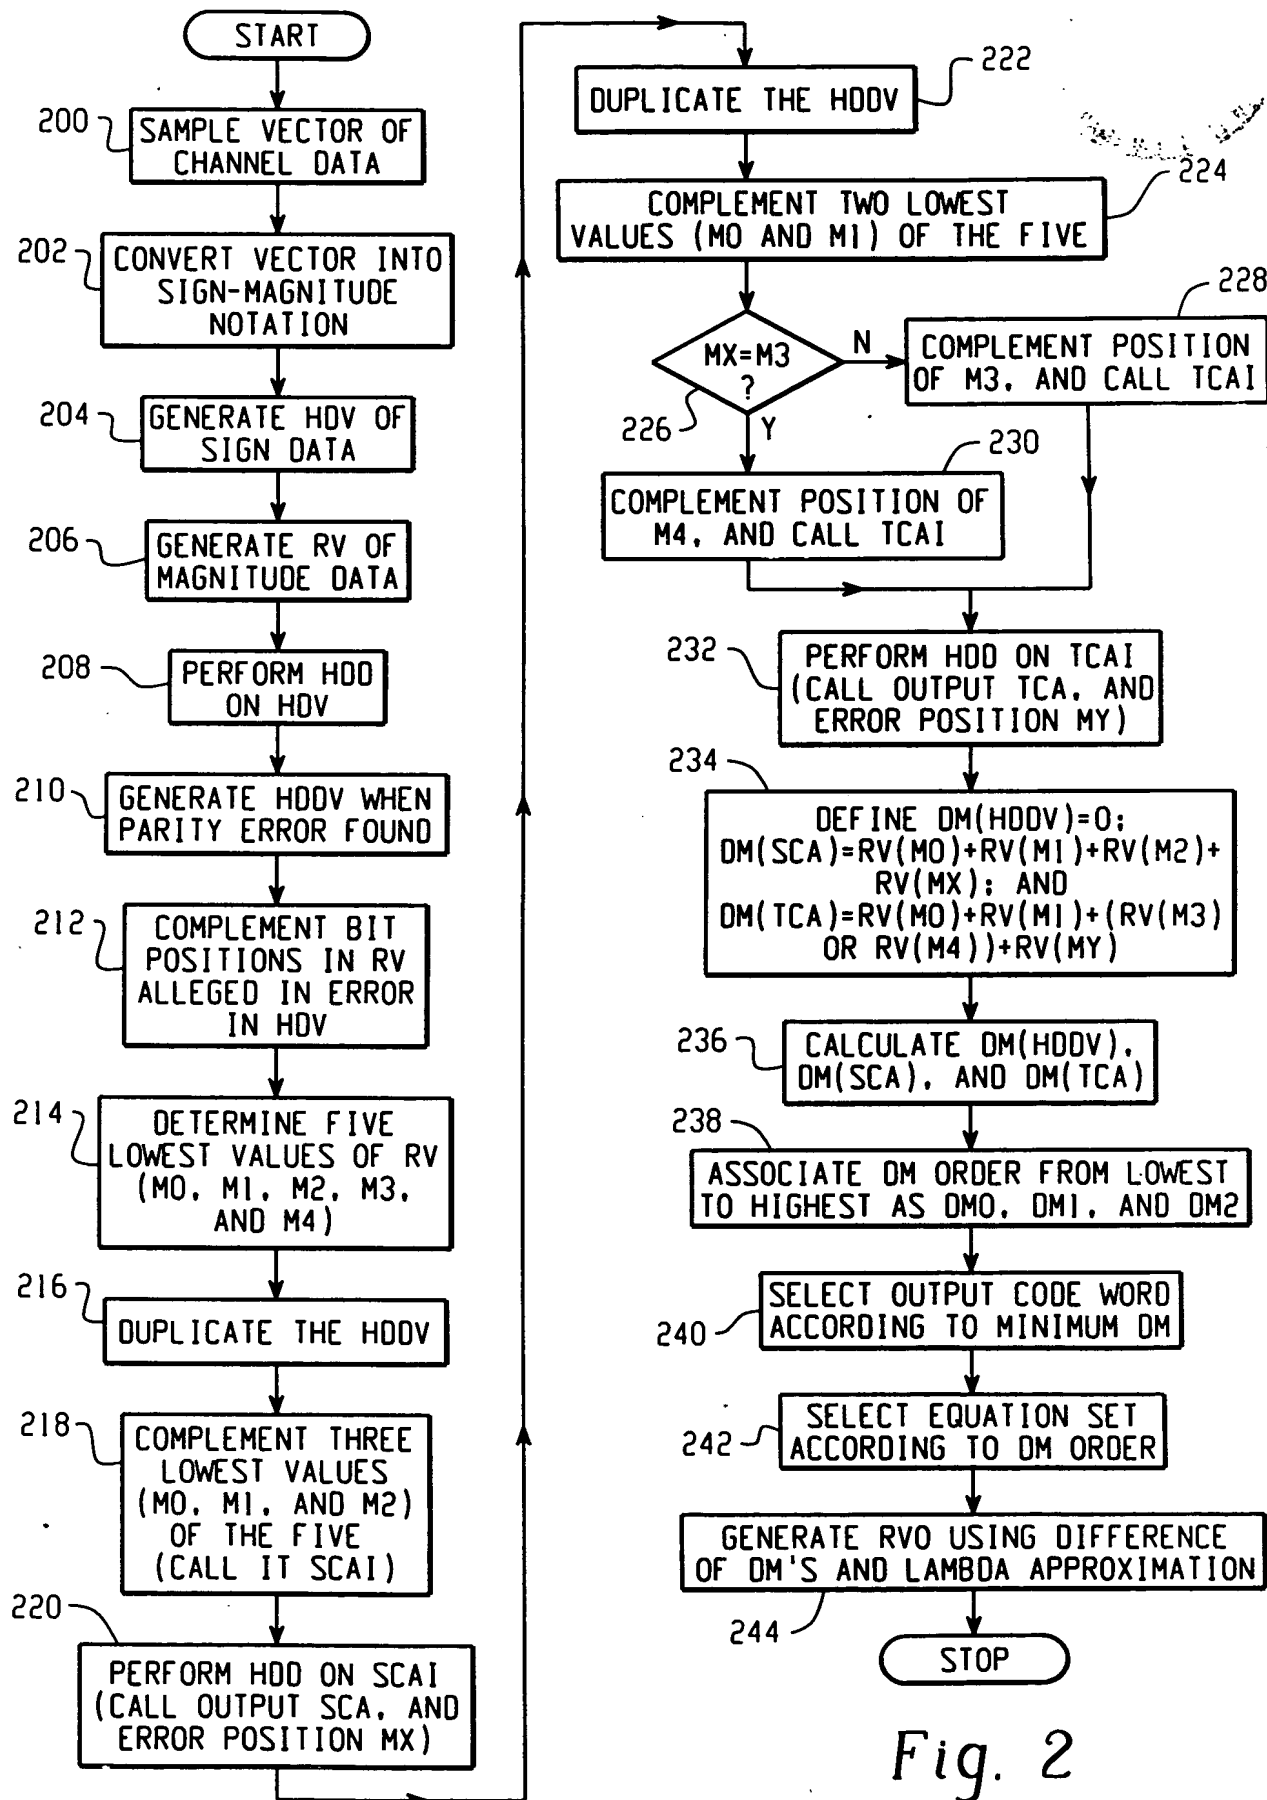 START
200
SAMPLE VECTOR OF
CHANNEL DATA
202
CONVERT VECTOR INTO
SIGN-MAGNITUDE
NOTATION
204
GENERATE HDV OF
SIGN DATA
206
GENERATE RV OF
MAGNITUDE DATA
208
PERFORM HDD
ON HDV
210
GENERATE HDDV WHEN
PARITY ERROR FOUND
212
COMPLEMENT BIT
POSITIONS IN RV
ALLEGED IN ERROR
IN HDV
214
DETERMINE FIVE
LOWEST VALUES OF RV
(M0, M1, M2, M3,
AND M4)
216
DUPLICATE THE HDDV
218
COMPLEMENT THREE
LOWEST VALUES
(M0, M1, AND M2)
OF THE FIVE
(CALL IT SCAI)
220
PERFORM HDD ON SCAI
(CALL OUTPUT SCA, AND
ERROR POSITION MX)
222
DUPLICATE THE HDDV
224
COMPLEMENT TWO LOWEST
VALUES (M0 AND M1) OF THE FIVE
226
MX=M3
?
N
Y
228
COMPLEMENT POSITION
OF M3, AND CALL TCAI
230
COMPLEMENT POSITION OF
M4, AND CALL TCAI
232
PERFORM HDD ON TCAI
(CALL OUTPUT TCA, AND
ERROR POSITION MY)
234
DEFINE DM(HDDV)=0;
DM(SCA)=RV(M0)+RV(M1)+RV(M2)+
RV(MX); AND
DM(TCA)=RV(M0)+RV(M1)+(RV(M3)
OR RV(M4))+RV(MY)
236
CALCULATE DM(HDDV),
DM(SCA), AND DM(TCA)
238
ASSOCIATE DM ORDER FROM LOWEST
TO HIGHEST AS DM0, DM1, AND DM2
240
SELECT OUTPUT CODE WORD
ACCORDING TO MINIMUM DM
242
SELECT EQUATION SET
ACCORDING TO DM ORDER
244
GENERATE RVO USING DIFFERENCE
OF DM'S AND LAMBDA APPROXIMATION
STOP
Fig. 2